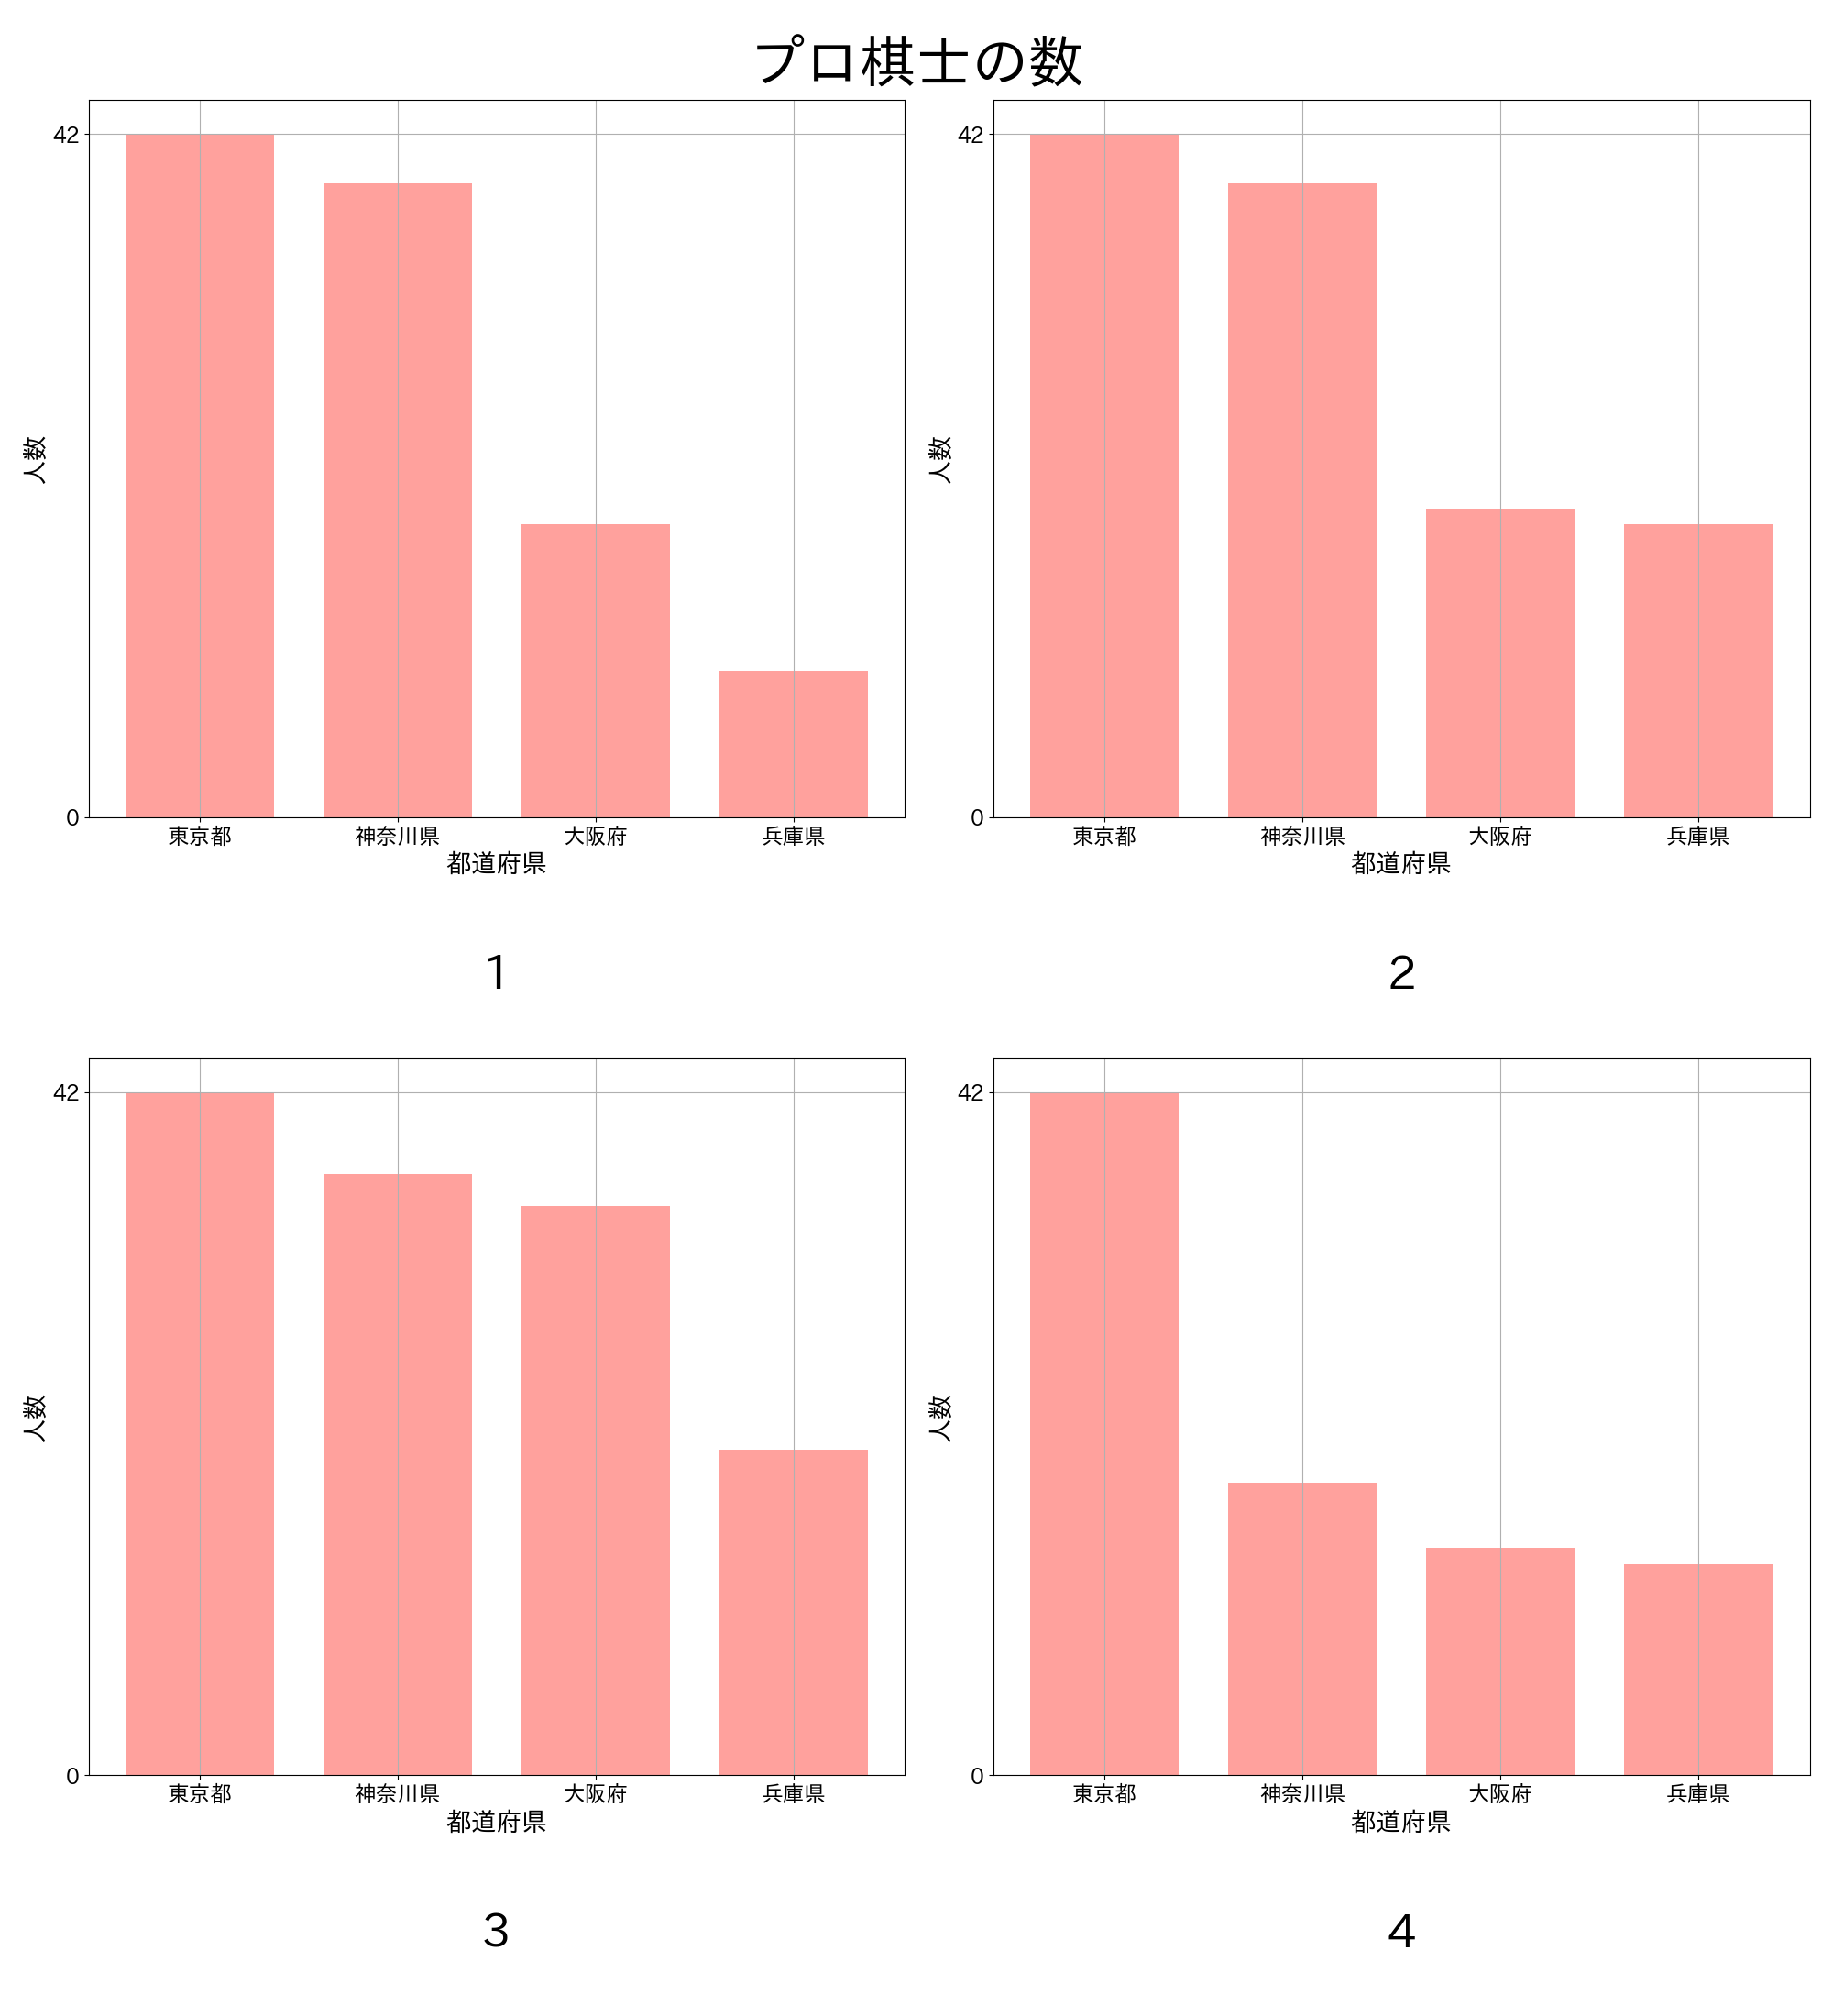 プロ棋士の数
42
人数
0
東京都 神奈川県 大阪府 兵庫県
都道府県
1
42
人数
0
東京都 神奈川県 大阪府 兵庫県
都道府県
2
42
人数
0
東京都 神奈川県 大阪府 兵庫県
都道府県
3
42
人数
0
東京都 神奈川県 大阪府 兵庫県
都道府県
4